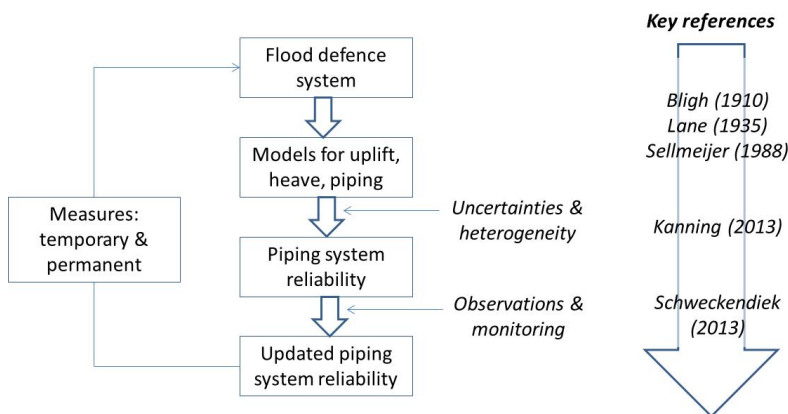 Key references
Flood defence
system
Bligh (1910)
Lane (1935)
Sellmeijer (1988)
Models for uplift,
heave, piping
Measures:
temporary &
permanent
Uncertainties &
heterogeneity
Kanning (2013)
Piping system
reliability
Observations &
monitoring
Schweckendiek
(2013)
Updated piping
system reliability